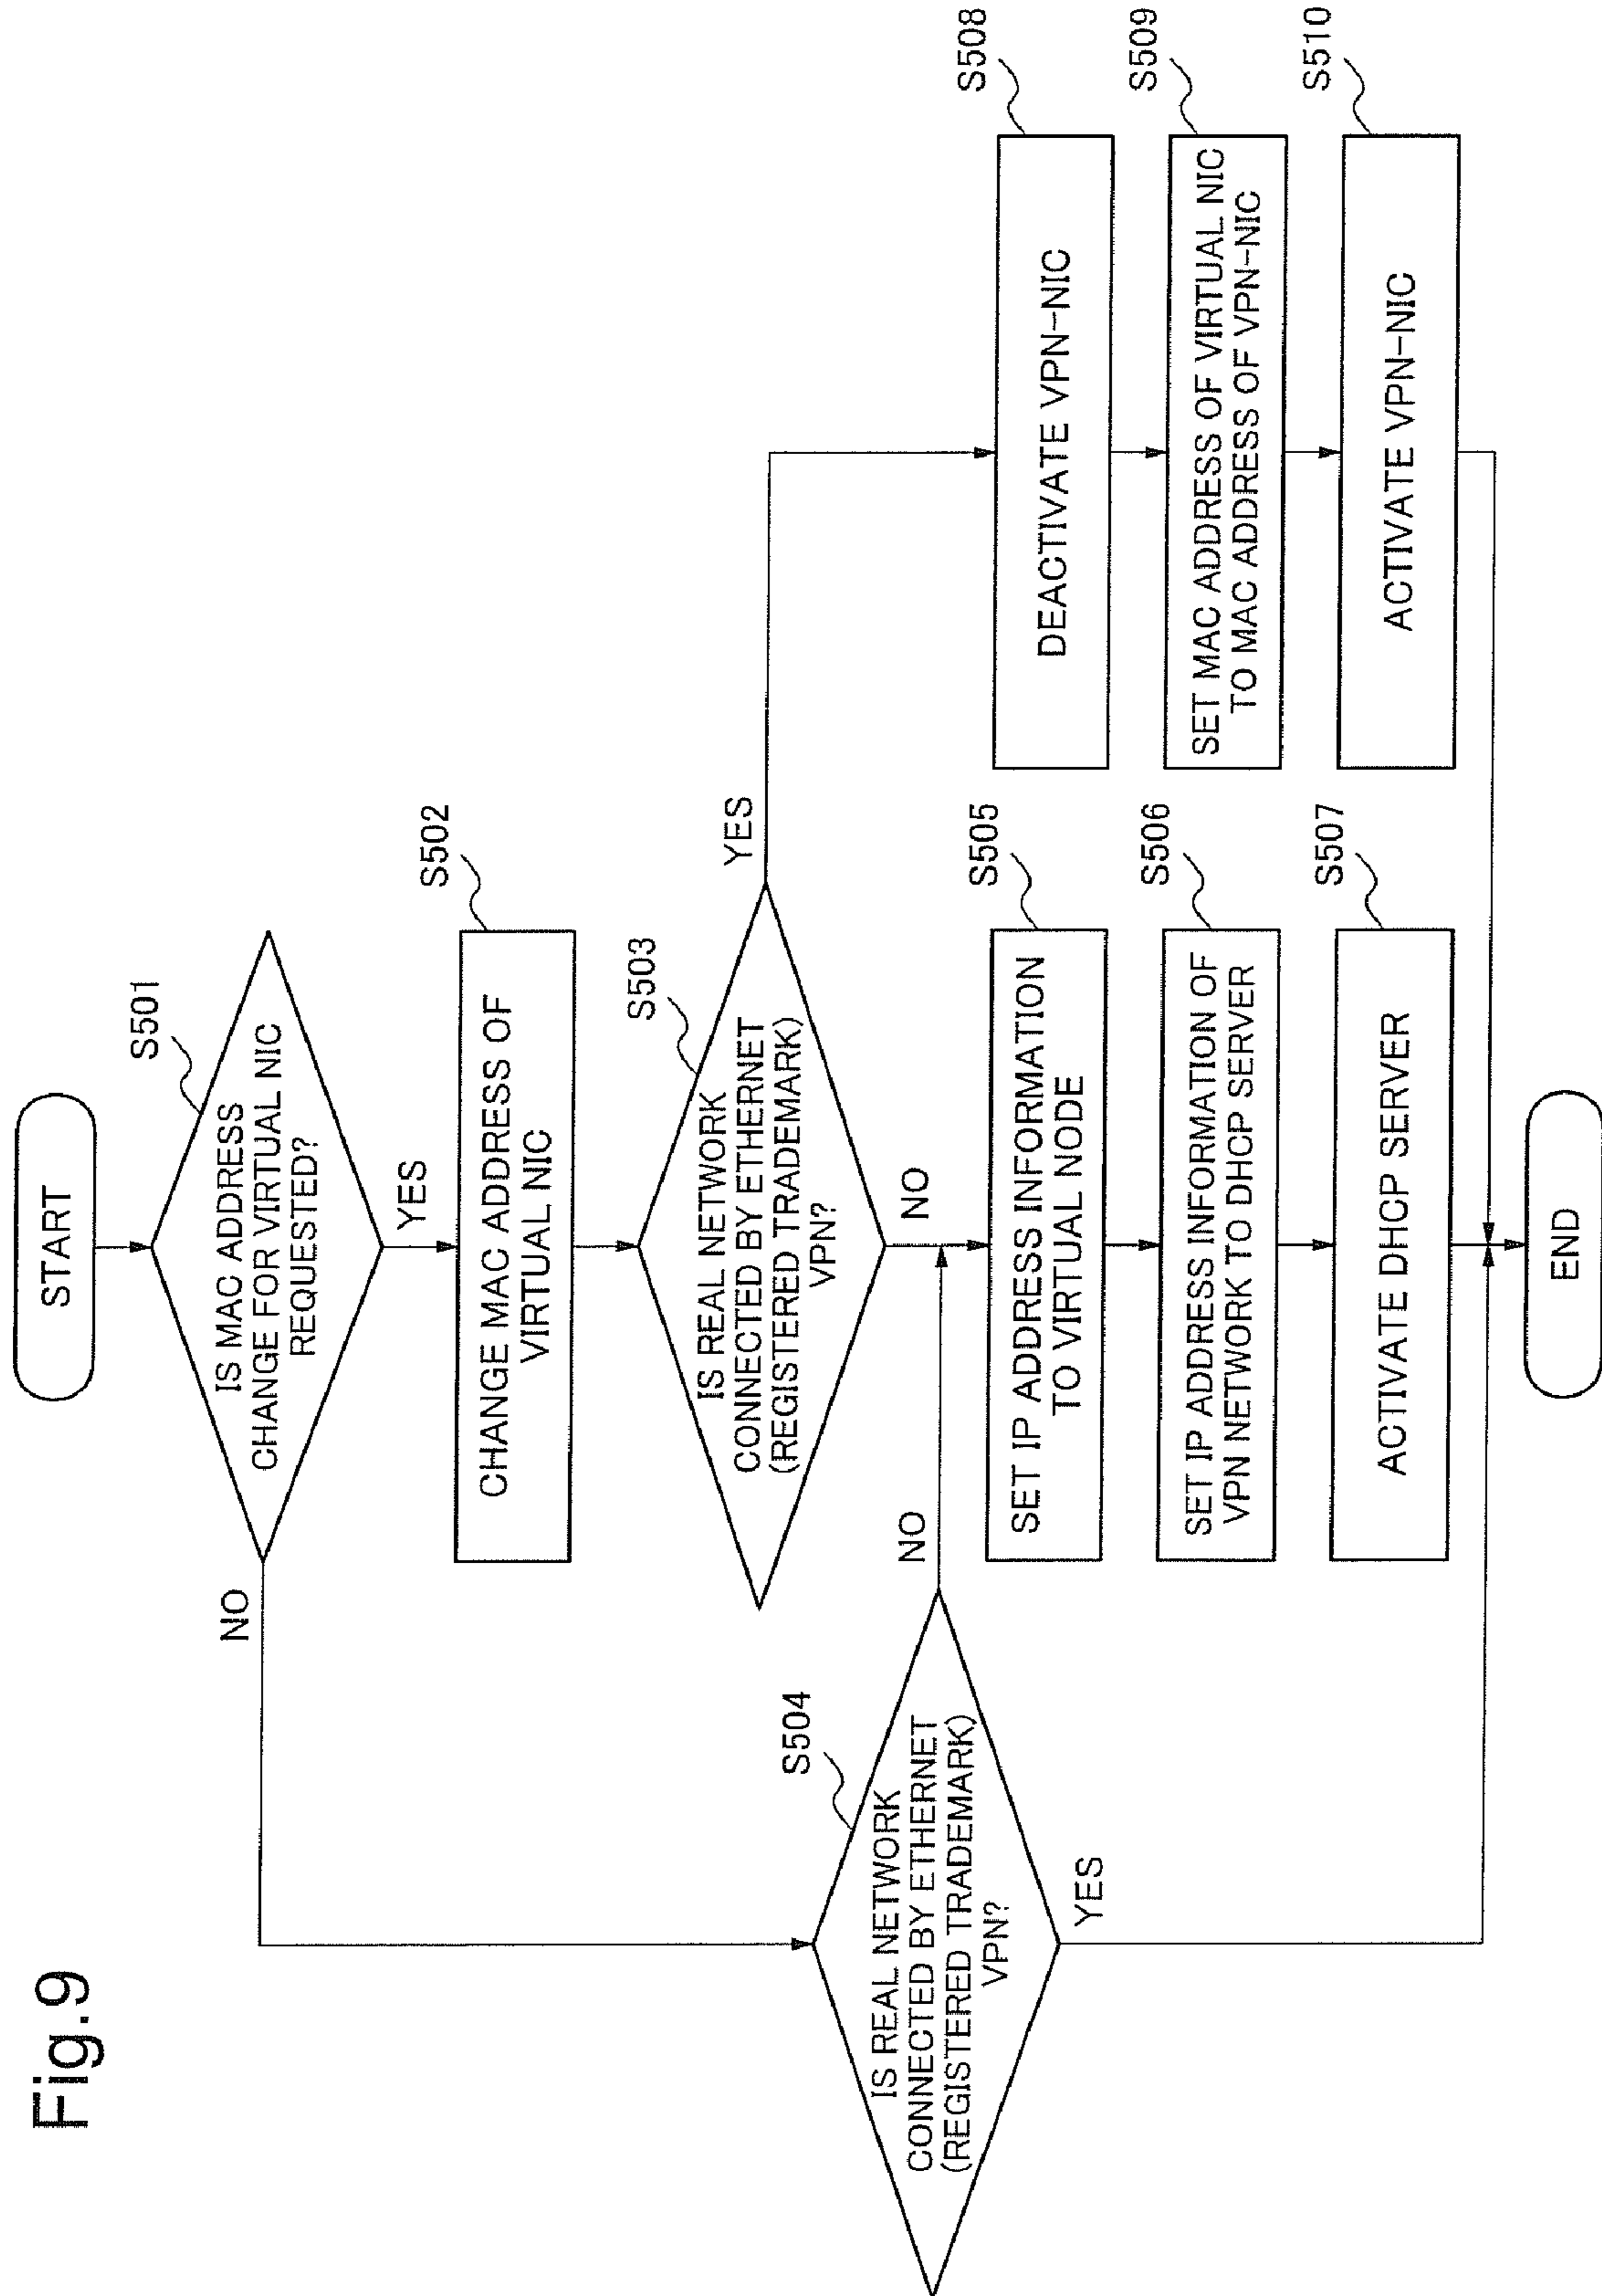 Fig.9
START
S501
IS MAC ADDRESS
CHANGE FOR VIRTUAL NIC
REQUESTED?
NO
YES
S502
CHANGE MAC ADDRESS OF
VIRTUAL NIC
S503
IS REAL NETWORK
CONNECTED BY ETHERNET
(REGISTERED TRADEMARK)
VPN?
YES
NO
S504
IS REAL NETWORK
CONNECTED BY ETHERNET
(REGISTERED TRADEMARK)
VPN?
NO
YES
S505
SET IP ADDRESS INFORMATION
TO VIRTUAL NODE
S506
SET IP ADDRESS INFORMATION OF
VPN NETWORK TO DHCP SERVER
S507
ACTIVATE DHCP SERVER
S508
DEACTIVATE VPN-NIC
S509
SET MAC ADDRESS OF VIRTUAL NIC
TO MAC ADDRESS OF VPN-NIC
S510
ACTIVATE VPN-NIC
END